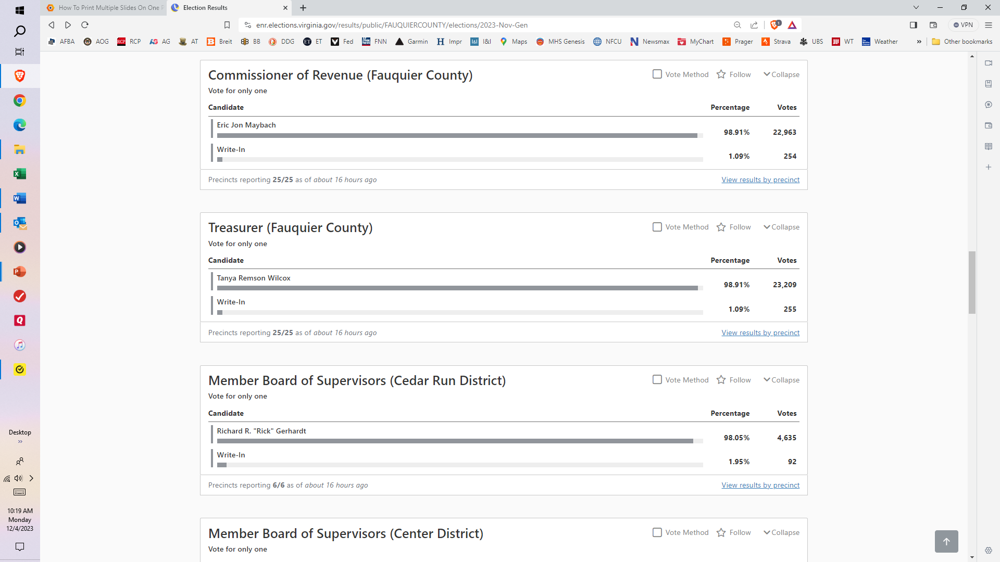 How To Print Multiple Slides On One P
Election Results
enr.elections.virginia.gov/results/public/FAUQUIERCOUNTY/elections/2023-Nov-Gen
1
VPN
AFBA AOG RCP RCP AG AG AT B Breit BB DDG ET ET Fed FOX NEWS FNN Garmin H Impr I&I I&I Maps MHS Genesis NFCU N Newsmax MyChart Prager Strava UBS W WT Weather » Other bookmarks
Commissioner of Revenue (Fauquier County)
Vote Method Follow Collapse
Vote for only one
Candidate Percentage Votes
Eric Jon Maybach 98.91% 22,963
Write-In 1.09% 254
Precincts reporting 25/25 as of about 16 hours ago View results by precinct
Treasurer (Fauquier County)
Vote Method Follow Collapse
Vote for only one
Candidate Percentage Votes
Tanya Remson Wilcox 98.91% 23,209
Write-In 1.09% 255
Precincts reporting 25/25 as of about 16 hours ago View results by precinct
Member Board of Supervisors (Cedar Run District)
Vote Method Follow Collapse
Vote for only one
Candidate Percentage Votes
Richard R. "Rick" Gerhardt 98.05% 4,635
Write-In 1.95% 92
Precincts reporting 6/6 as of about 16 hours ago View results by precinct
Member Board of Supervisors (Center District)
Vote Method Follow Collapse
Vote for only one
Desktop
»
10:19 AM
Monday
12/4/2023